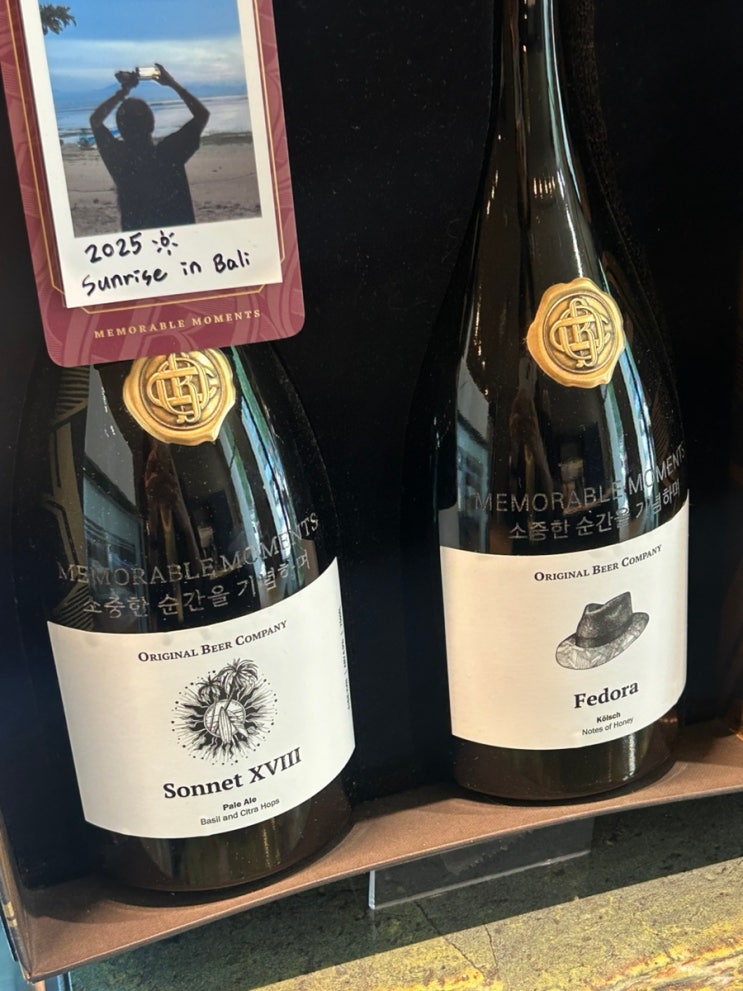 2025
Sunrise in Bali
MEMORABLE MOMENTS
MEMORABLE MOMENTS
소중한 순간을 기념하며
ORIGINAL BEER COMPANY
Sonnet XVIII
Pale Ale
Basil and Citra Hops
MEMORABLE MOMENTS
소중한 순간을 기념하며
ORIGINAL BEER COMPANY
Fedora
Kölsch
Notes of Honey